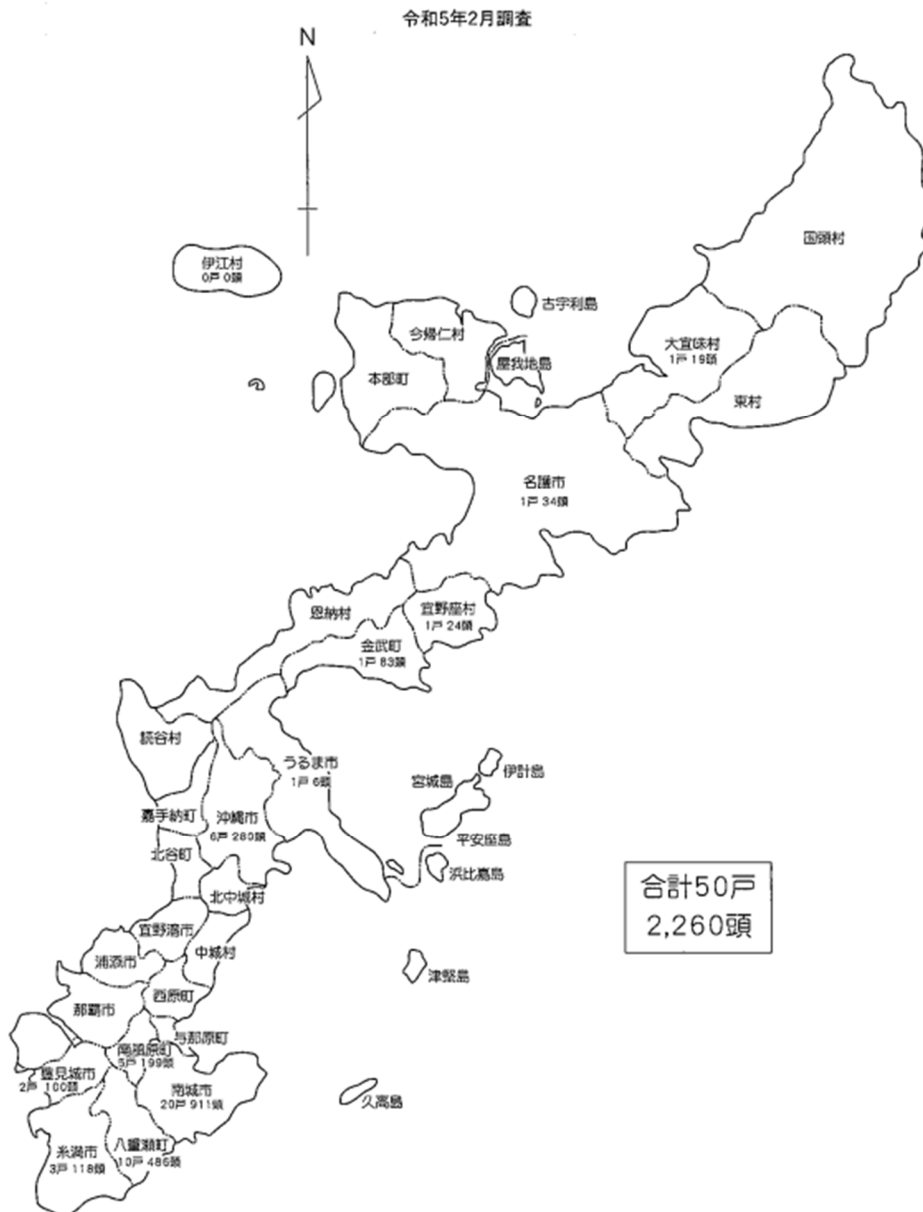 令和5年2月調査
N
国頭村
伊江村
0戸 0頭
古宇利島
今帰仁村
大宜味村
1戸 19頭
屋我地島
本部町
東村
名護市
1戸 34頭
恩納村
宜野座村
1戸 24頭
金武町
1戸 83頭
読谷村
うるま市
1戸 6頭
宮城島
伊計島
嘉手納町
沖縄市
6戸 280頭
平安座島
北谷町
浜比嘉島
北中城村
合計50戸
2,260頭
宜野湾市
中城村
浦添市
津堅島
西原町
那覇市
与那原町
南風原町
5戸 199頭
豊見城市
2戸 100頭
南城市
20戸 911頭
久高島
八重瀬町
10戸 486頭
糸満市
3戸 118頭